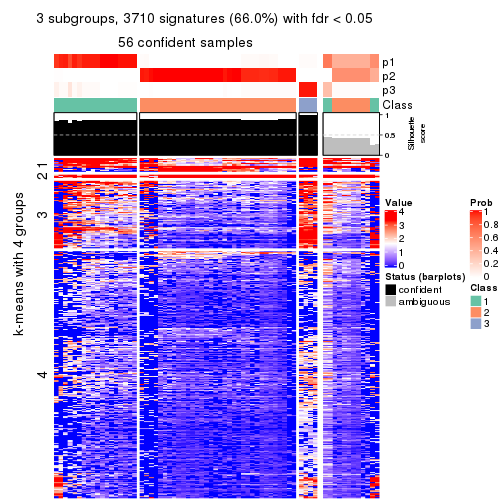 3 subgroups, 3710 signatures (66.0%) with fdr < 0.05
56 confident samples
p1
p2
p3
Class
1
0.5
0
Silhouette
score
k-means with 4 groups
1
2
3
4
Value
4
3
2
1
0
Status (barplots)
confident
ambiguous
Prob
1
0.8
0.6
0.4
0.2
0
Class
1
2
3